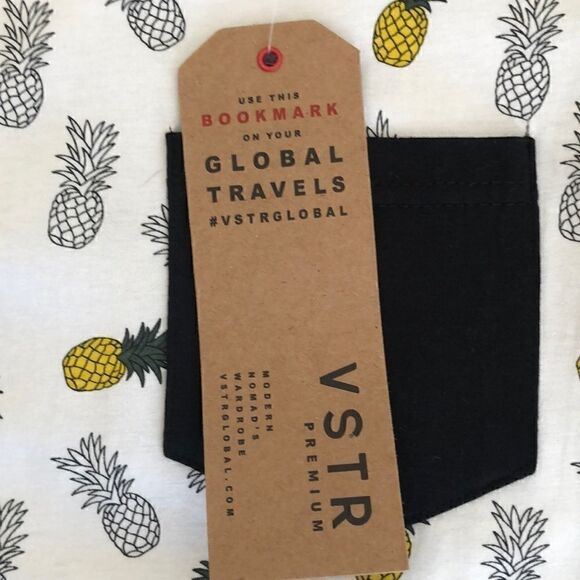 USE THIS
BOOKMARK
ON YOUR
GLOBAL
TRAVELS
#VSTRGLOBAL
VSTR
PREMIUM
MODERN
NOMAD'S
WARDROBE
VSTRGLOBAL.COM